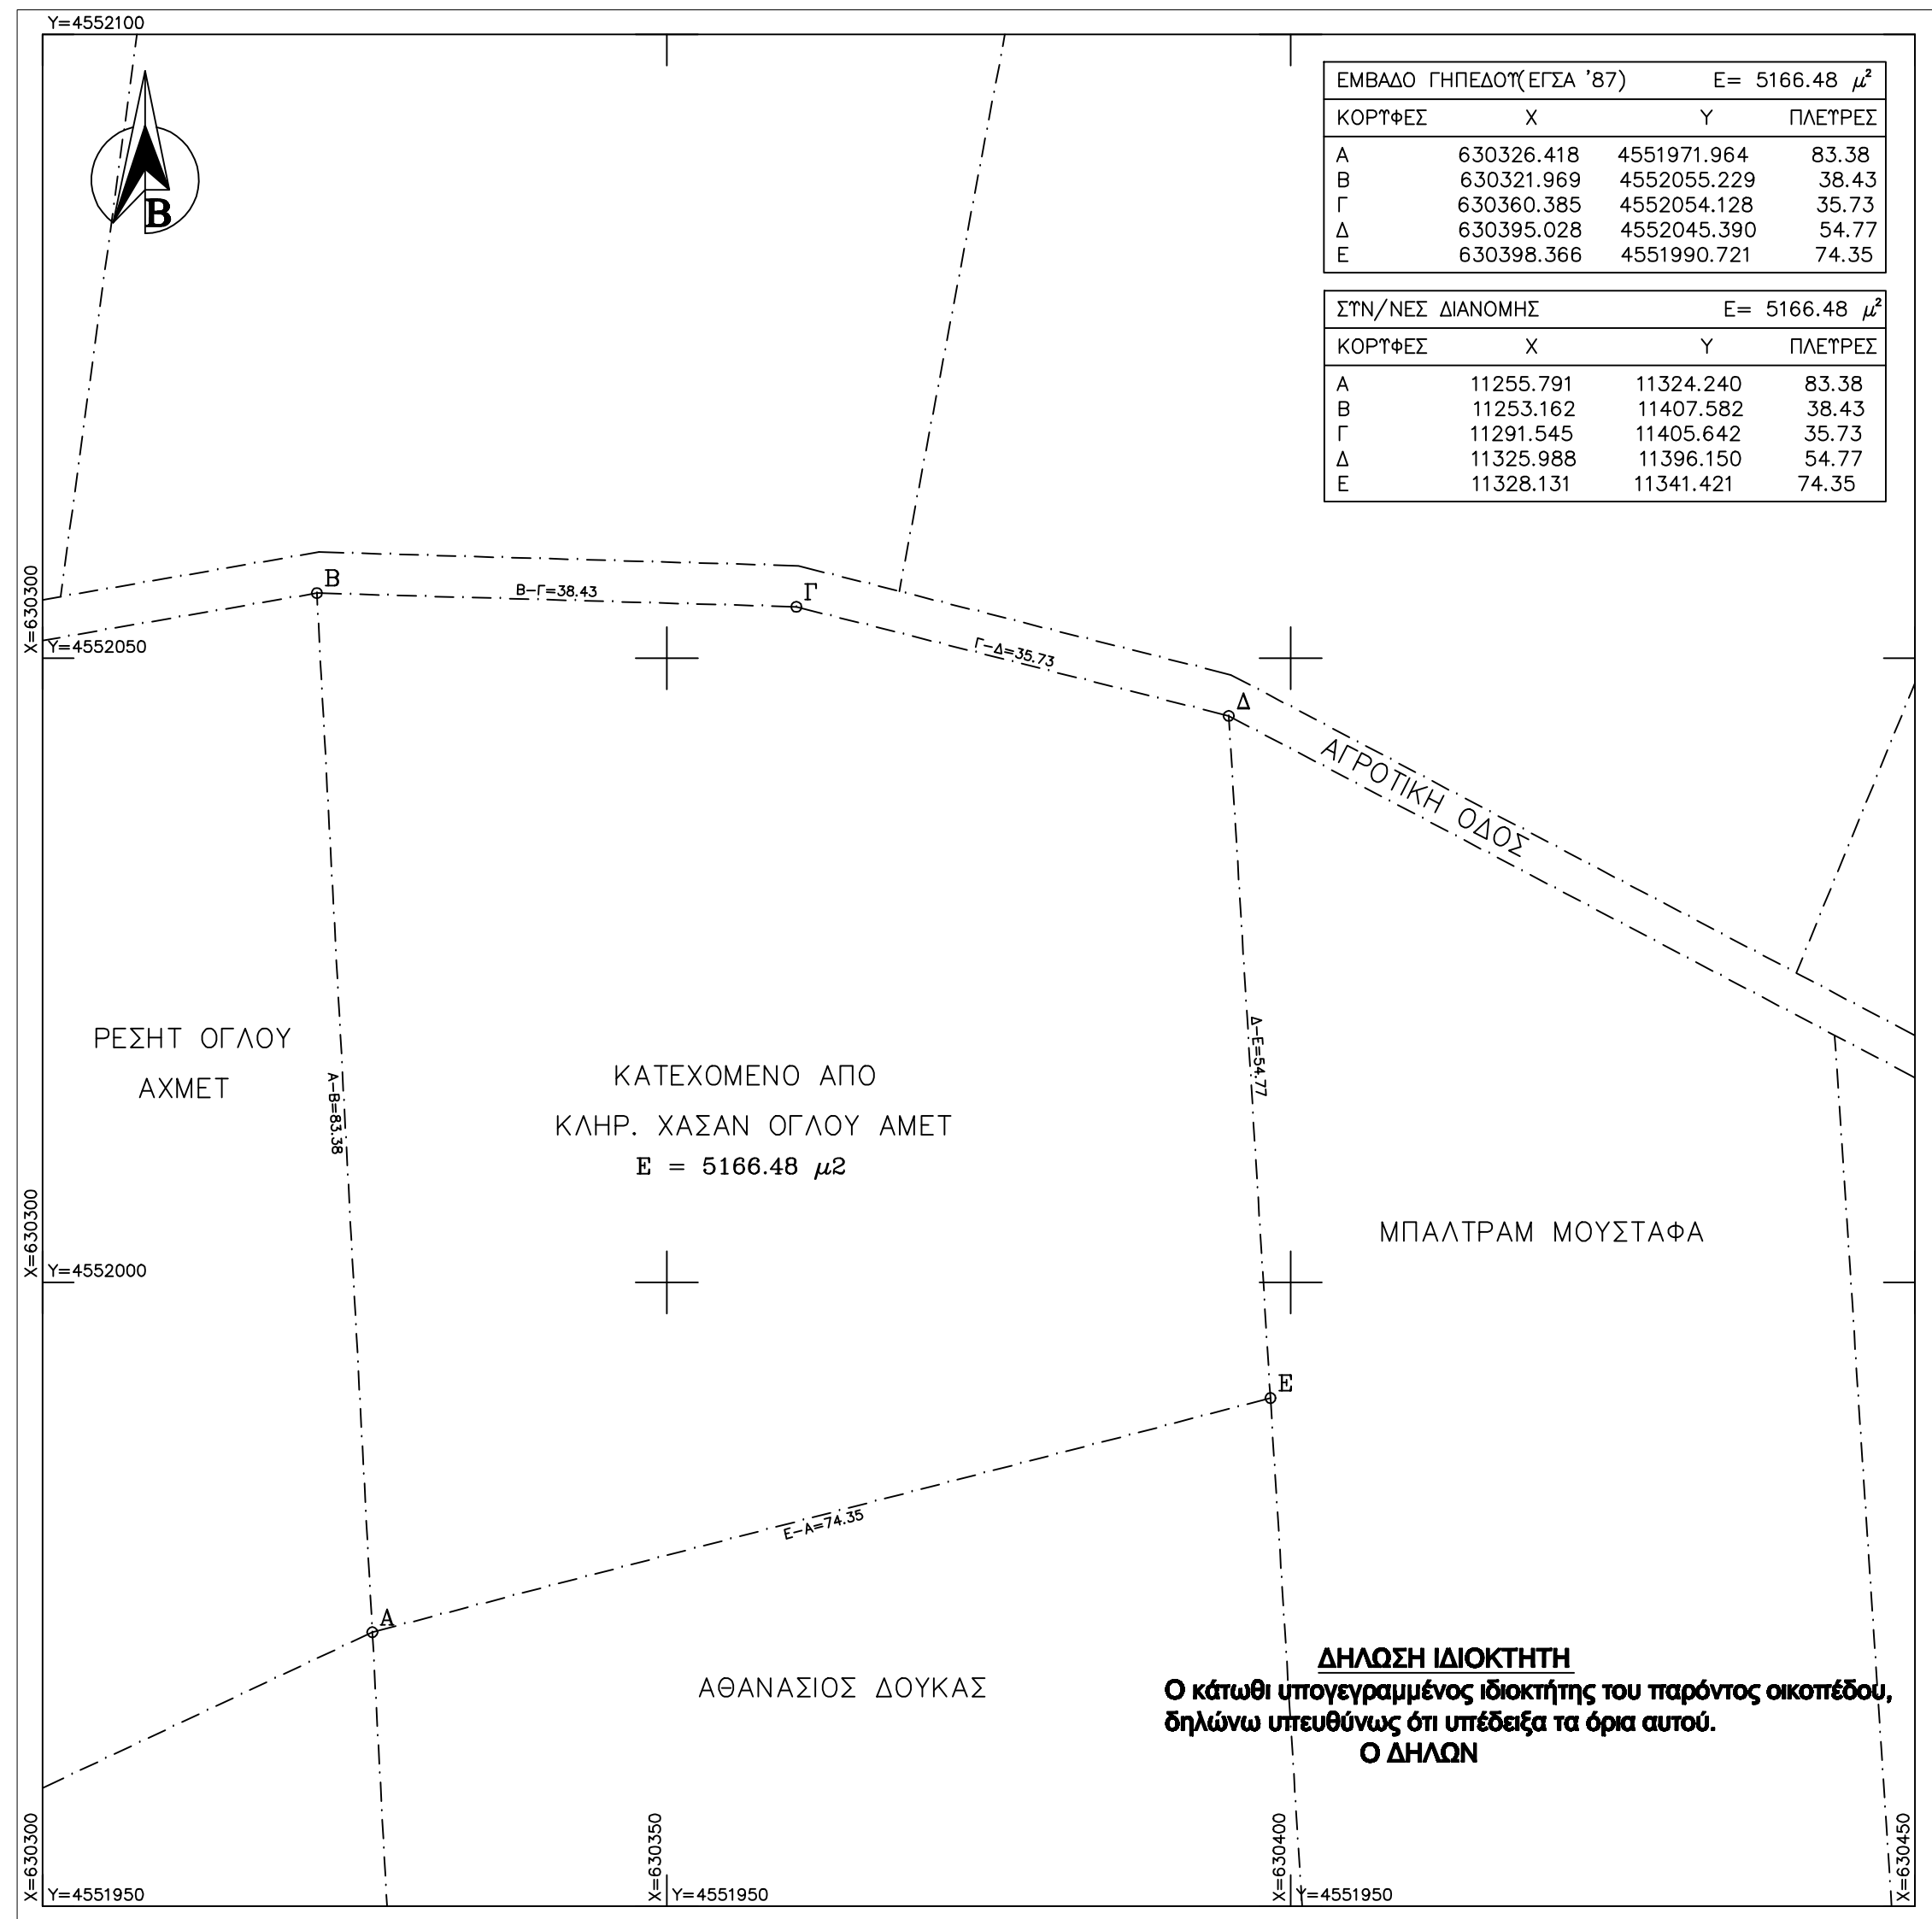 Y=4552100
ΕΜΒΑΔΟ ΓΗΠΕΔΟΥ(ΕΓΣΑ '87) Ε= 5166.48 μ²
ΚΟΡΥΦΕΣ Χ Υ ΠΛΕΥΡΕΣ
Α 630326.418 4551971.964 83.38
Β 630321.969 4552055.229 38.43
Γ 630360.385 4552054.128 35.73
Δ 630395.028 4552045.390 54.77
Ε 630398.366 4551990.721 74.35
ΣΥΝ/ΝΕΣ ΔΙΑΝΟΜΗΣ Ε= 5166.48 μ²
ΚΟΡΥΦΕΣ Χ Υ ΠΛΕΥΡΕΣ
Α 11255.791 11324.240 83.38
Β 11253.162 11407.582 38.43
Γ 11291.545 11405.642 35.73
Δ 11325.988 11396.150 54.77
Ε 11328.131 11341.421 74.35
Β
X=630300
Y=4552050
Β
Β-Γ=38.43
Γ
Γ-Δ=35.73
Δ
ΑΓΡΟΤΙΚΗ ΟΔΟΣ
ΡΕΣΗΤ ΟΓΛΟΥ
ΑΧΜΕΤ
Α-Β=83.38
ΚΑΤΕΧΟΜΕΝΟ ΑΠΟ
ΚΛΗΡ. ΧΑΣΑΝ ΟΓΛΟΥ ΑΜΕΤ
Ε = 5166.48 μ2
Δ-Ε=54.77
ΜΠΑΛΤΡΑΜ ΜΟΥΣΤΑΦΑ
X=630300
Y=4552000
Ε
Ε-Α=74.35
Α
ΑΘΑΝΑΣΙΟΣ ΔΟΥΚΑΣ
ΔΗΛΩΣΗ ΙΔΙΟΚΤΗΤΗ
Ο κάτωθι υπογεγραμμένος ιδιοκτήτης του παρόντος οικοπέδου,
δηλώνω υπευθύνως ότι υπέδειξα τα όρια αυτού.
Ο ΔΗΛΩΝ
X=630300
Y=4551950
X=630350
Y=4551950
X=630400
Y=4551950
X=630450